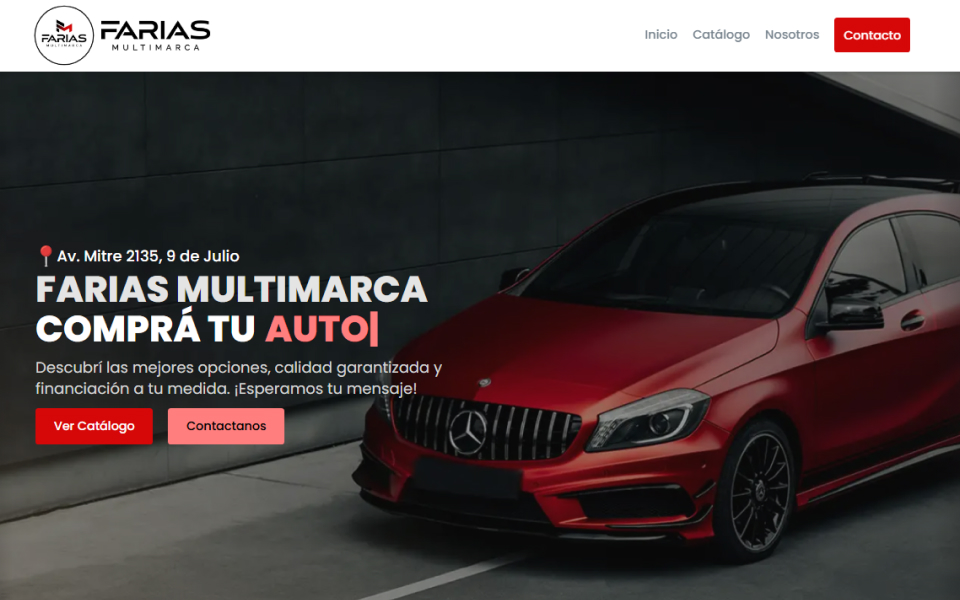 FARIAS
MULTIMARCA
FARIAS
MULTIMARCA
Inicio
Catálogo
Nosotros
Contacto
📍Av. Mitre 2135, 9 de Julio
FARIAS MULTIMARCA
COMPRÁ TU AUTO|
Descubrí las mejores opciones, calidad garantizada y
financiación a tu medida. ¡Esperamos tu mensaje!
Ver Catálogo
Contactanos